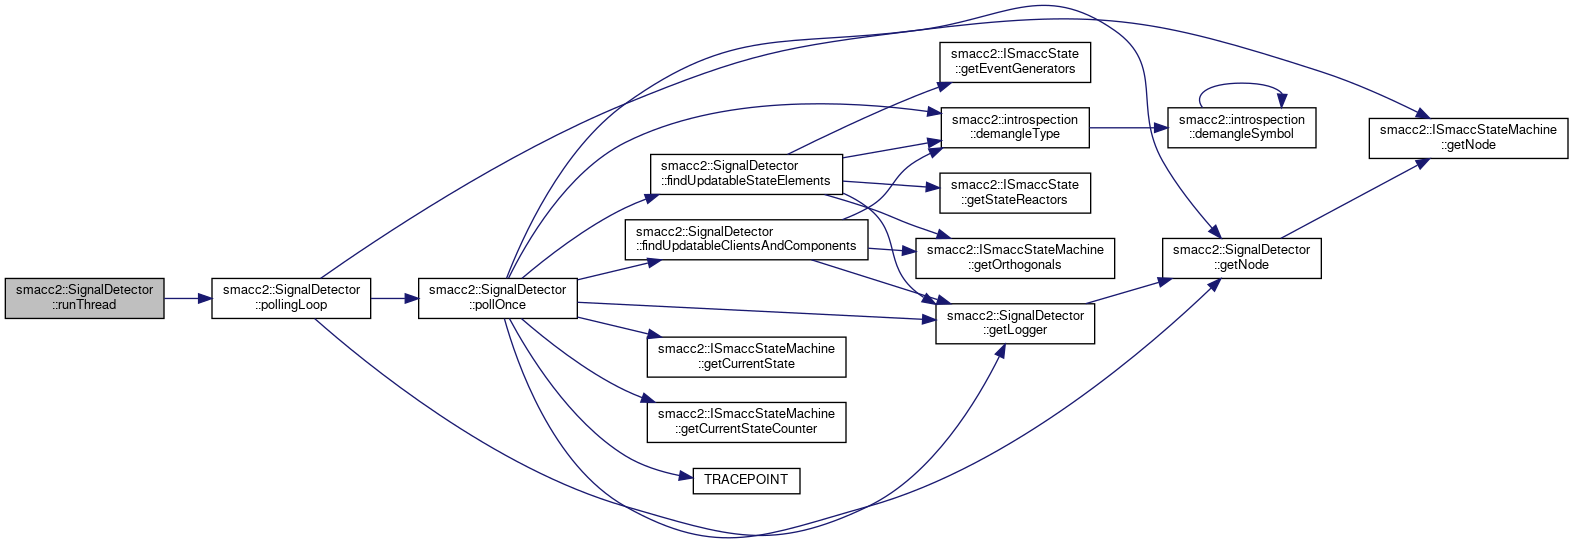 smacc2::SignalDetector
::runThread
smacc2::SignalDetector
::pollingLoop
smacc2::SignalDetector
::pollOnce
smacc2::SignalDetector
::findUpdatableStateElements
smacc2::SignalDetector
::findUpdatableClientsAndComponents
smacc2::ISmaccStateMachine
::getCurrentState
smacc2::ISmaccStateMachine
::getCurrentStateCounter
TRACEPOINT
smacc2::ISmaccState
::getEventGenerators
smacc2::introspection
::demangleType
smacc2::ISmaccState
::getStateReactors
smacc2::ISmaccStateMachine
::getOrthogonals
smacc2::SignalDetector
::getLogger
smacc2::introspection
::demangleSymbol
smacc2::SignalDetector
::getNode
smacc2::ISmaccStateMachine
::getNode